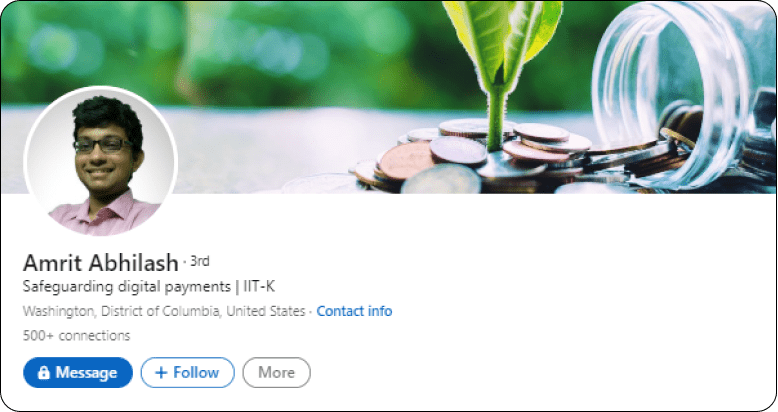 Amrit Abhilash · 3rd
Safeguarding digital payments | IIT-K
Washington, District of Columbia, United States · Contact info
500+ connections
Message + Follow More